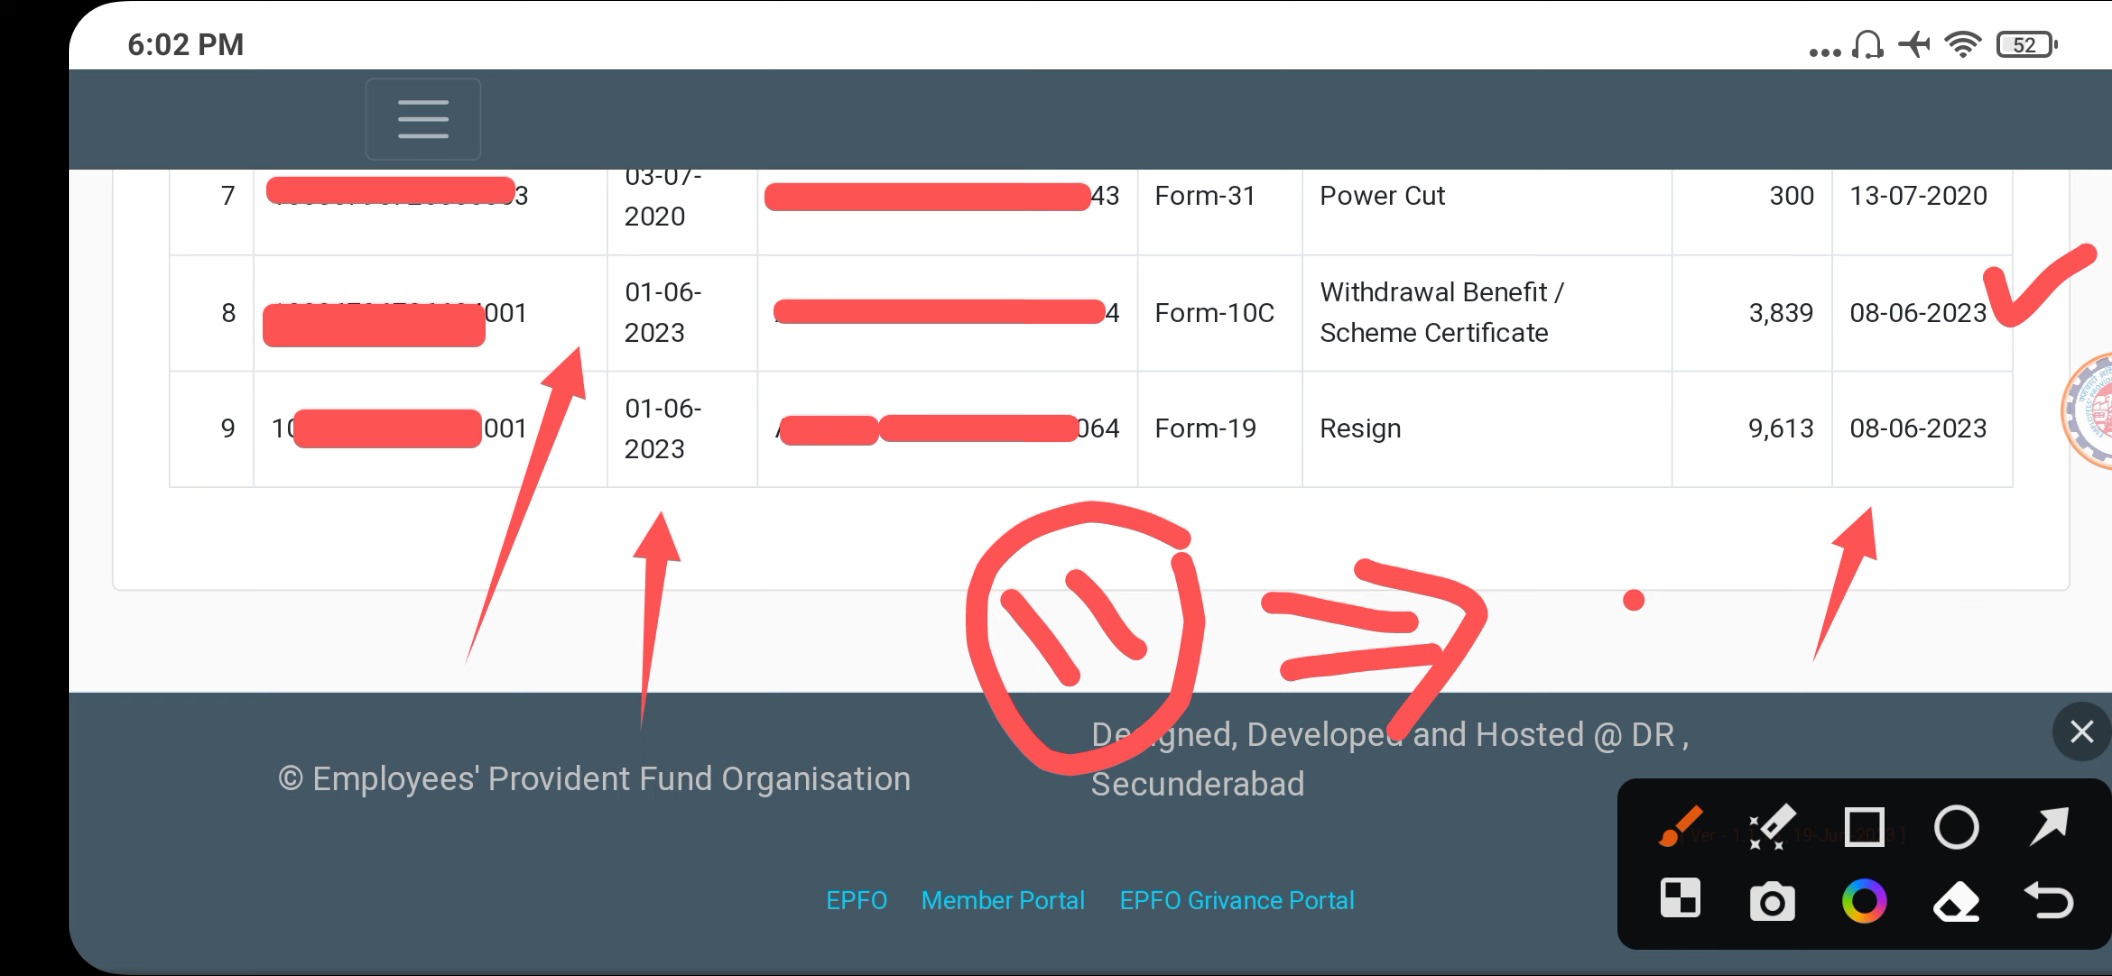 6:02 PM
52
7 3 03-07-2020 43 Form-31 Power Cut 300 13-07-2020
8 001 01-06-2023 4 Form-10C Withdrawal Benefit / Scheme Certificate 3,839 08-06-2023
9 10 001 01-06-2023 064 Form-19 Resign 9,613 08-06-2023
© Employees' Provident Fund Organisation
Designed, Developed and Hosted @ DR ,
Secunderabad
EPFO Member Portal EPFO Grivance Portal